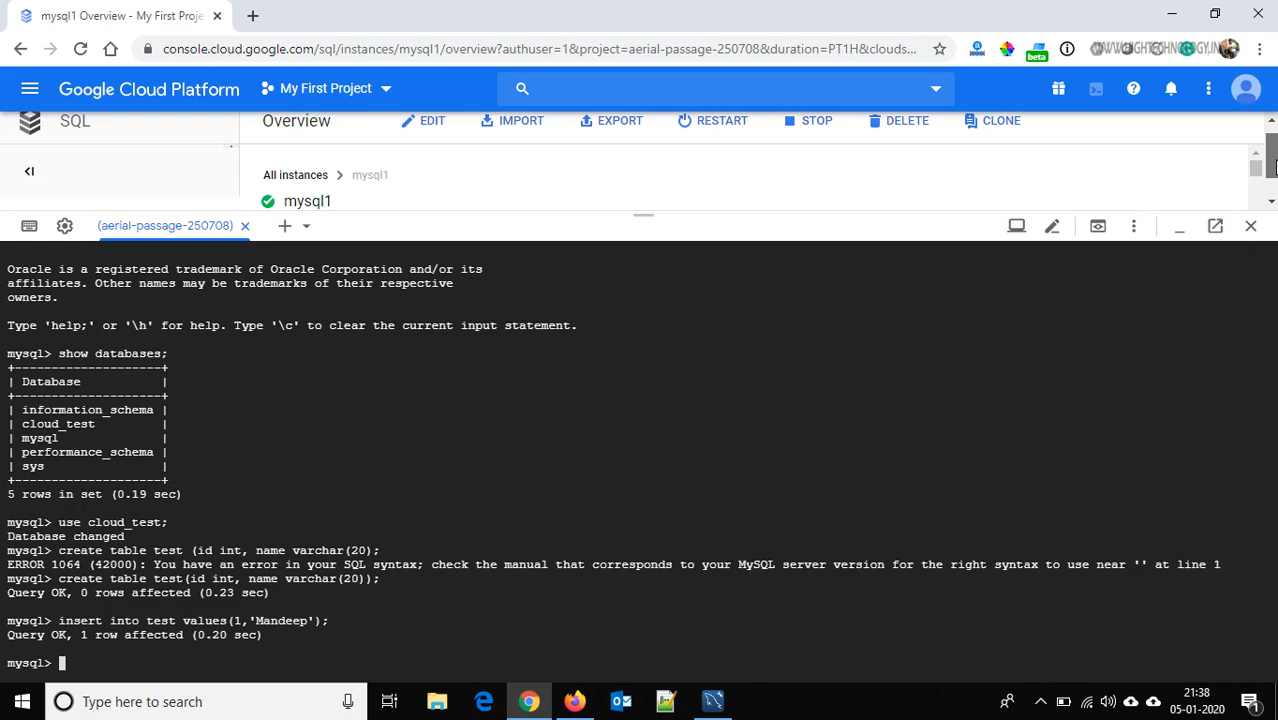 mysql1 Overview - My First Proje
console.cloud.google.com/sql/instances/mysql1/overview?authuser=1&project=aerial-passage-250708&duration=PT1H&clouds...
beta
Google Cloud Platform
My First Project
SQL
Overview
EDIT
IMPORT
EXPORT
RESTART
STOP
DELETE
CLONE
All instances
mysql1
mysql1
(aerial-passage-250708)
Oracle is a registered trademark of Oracle Corporation and/or its
affiliates. Other names may be trademarks of their respective
owners.
Type 'help;' or '\h' for help. Type '\c' to clear the current input statement.
mysql> show databases;
+--------------------+
| Database           |
+--------------------+
| information_schema |
| cloud_test         |
| mysql              |
| performance_schema |
| sys                |
+--------------------+
5 rows in set (0.19 sec)
mysql> use cloud_test;
Database changed
mysql> create table test (id int, name varchar(20);
ERROR 1064 (42000): You have an error in your SQL syntax; check the manual that corresponds to your MySQL server version for the right syntax to use near '' at line 1
mysql> create table test(id int, name varchar(20));
Query OK, 0 rows affected (0.23 sec)
mysql> insert into test values(1,'Mandeep');
Query OK, 1 row affected (0.20 sec)
mysql>
Type here to search
21:38
05-01-2020
1